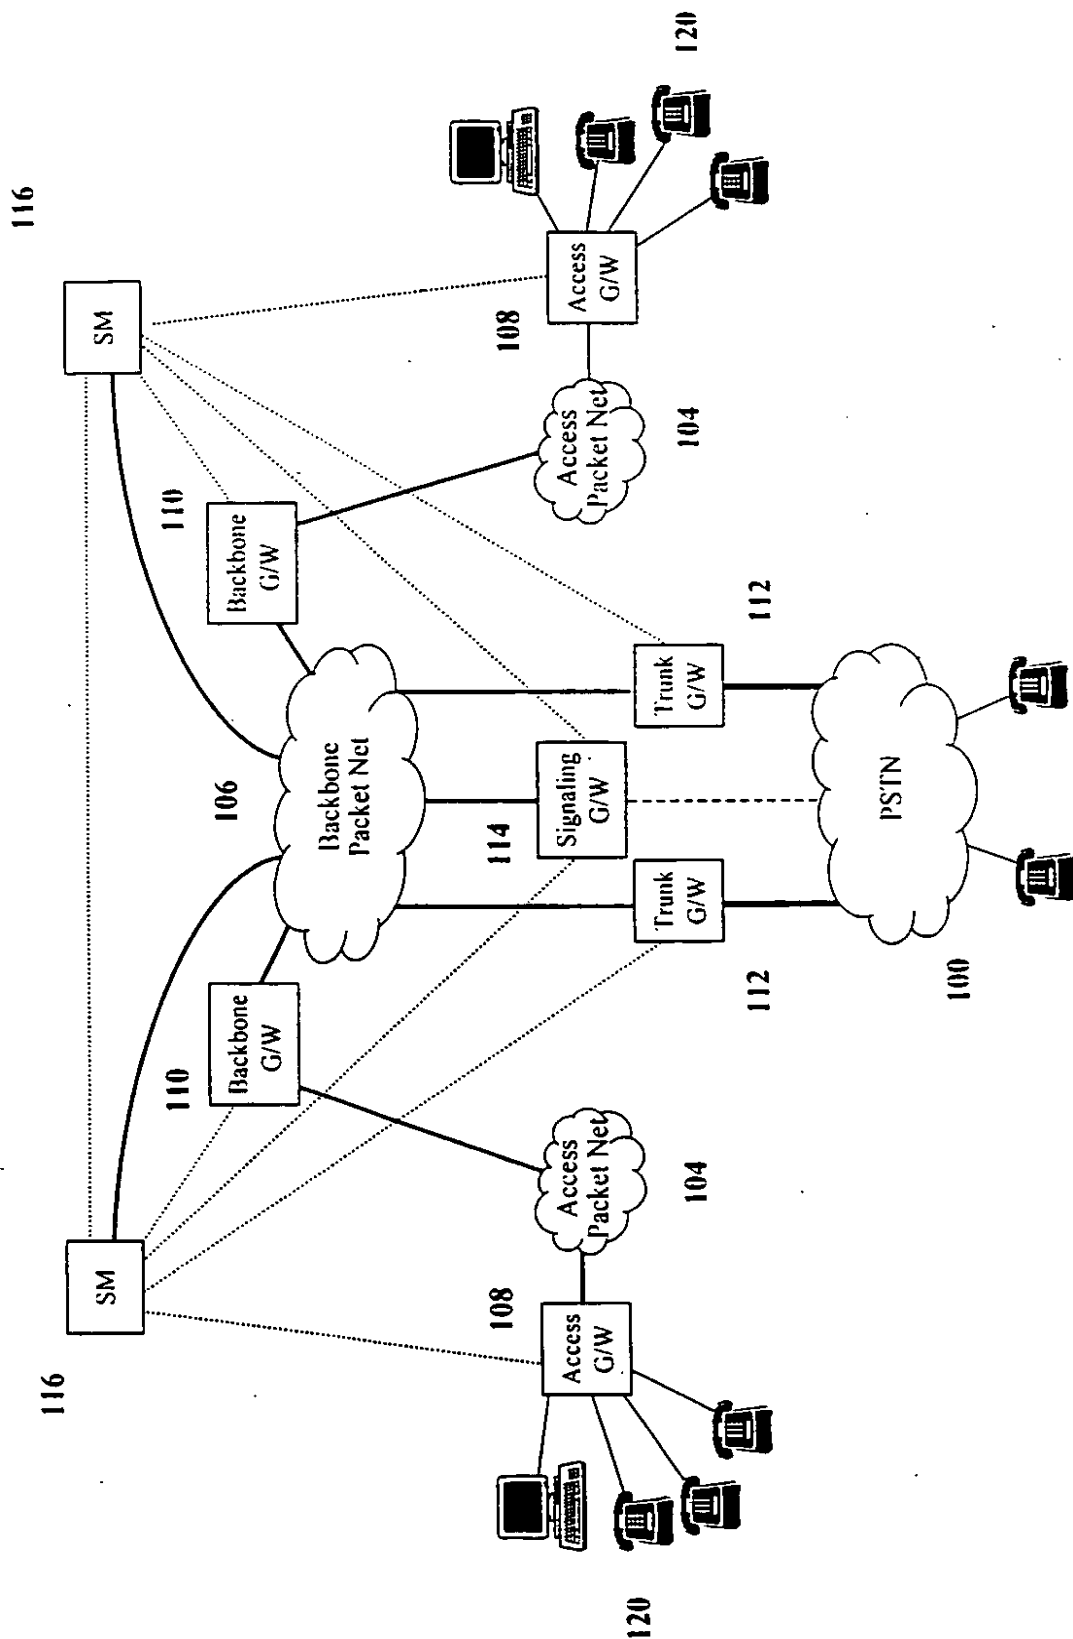 116
116
SM
SM
110
110
Backbone
G/W
106
Backbone
G/W
Backbone
Packet Net
108
114
108
Access
G/W
Access
Packet Net
Signaling
G/W
Access
Packet Net
Access
G/W
120
Trunk
G/W
Trunk
G/W
120
104
104
112
112
PSTN
100